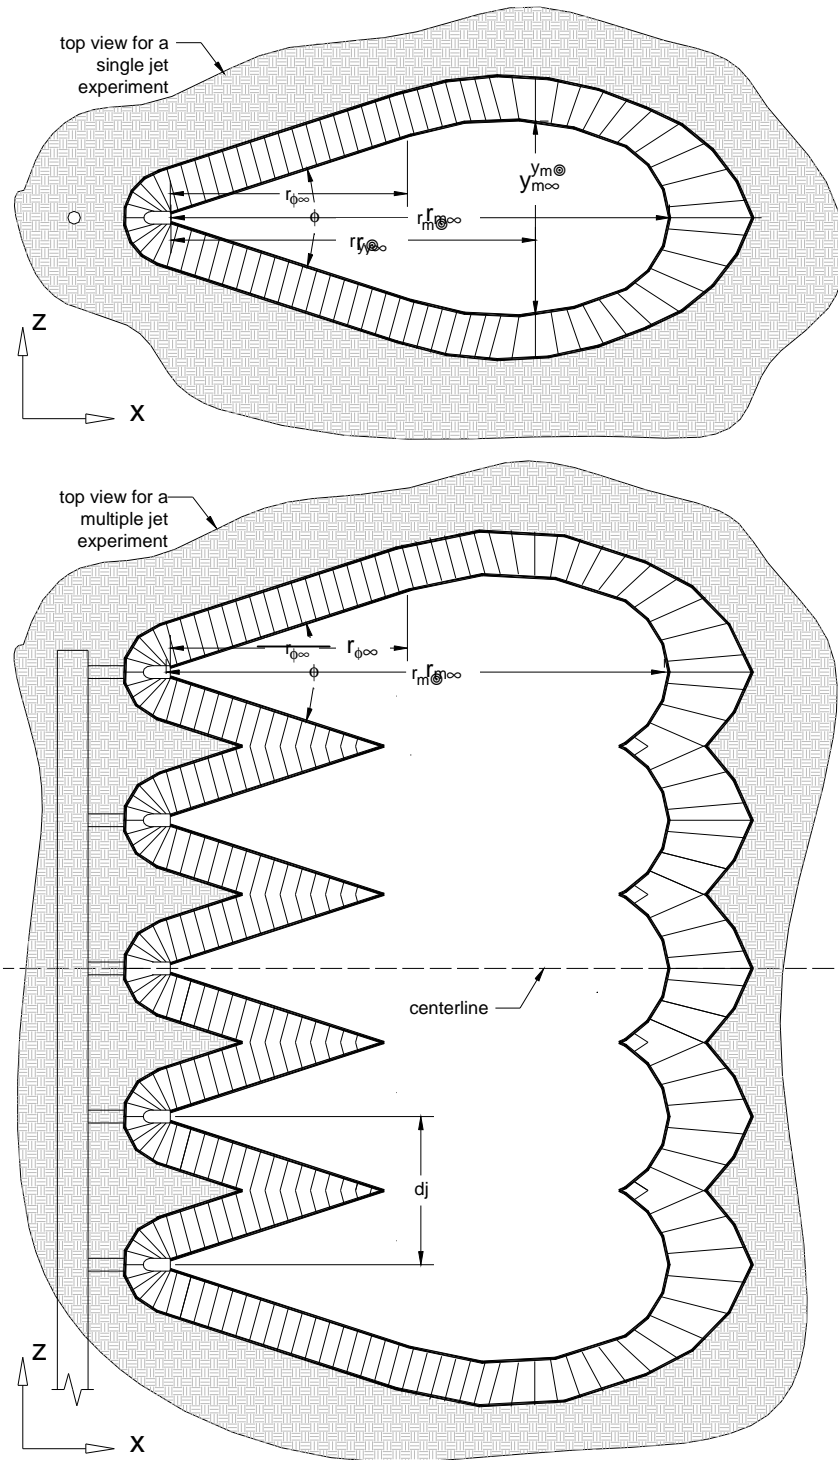 top view for a
single jet
experiment
y_m∞
r_ϕ∞
ϕ
r_m∞
z
x
top view for a
multiple jet
experiment
r_ϕ∞ r_ϕ∞
ϕ
r_m∞
centerline
dj
z
x